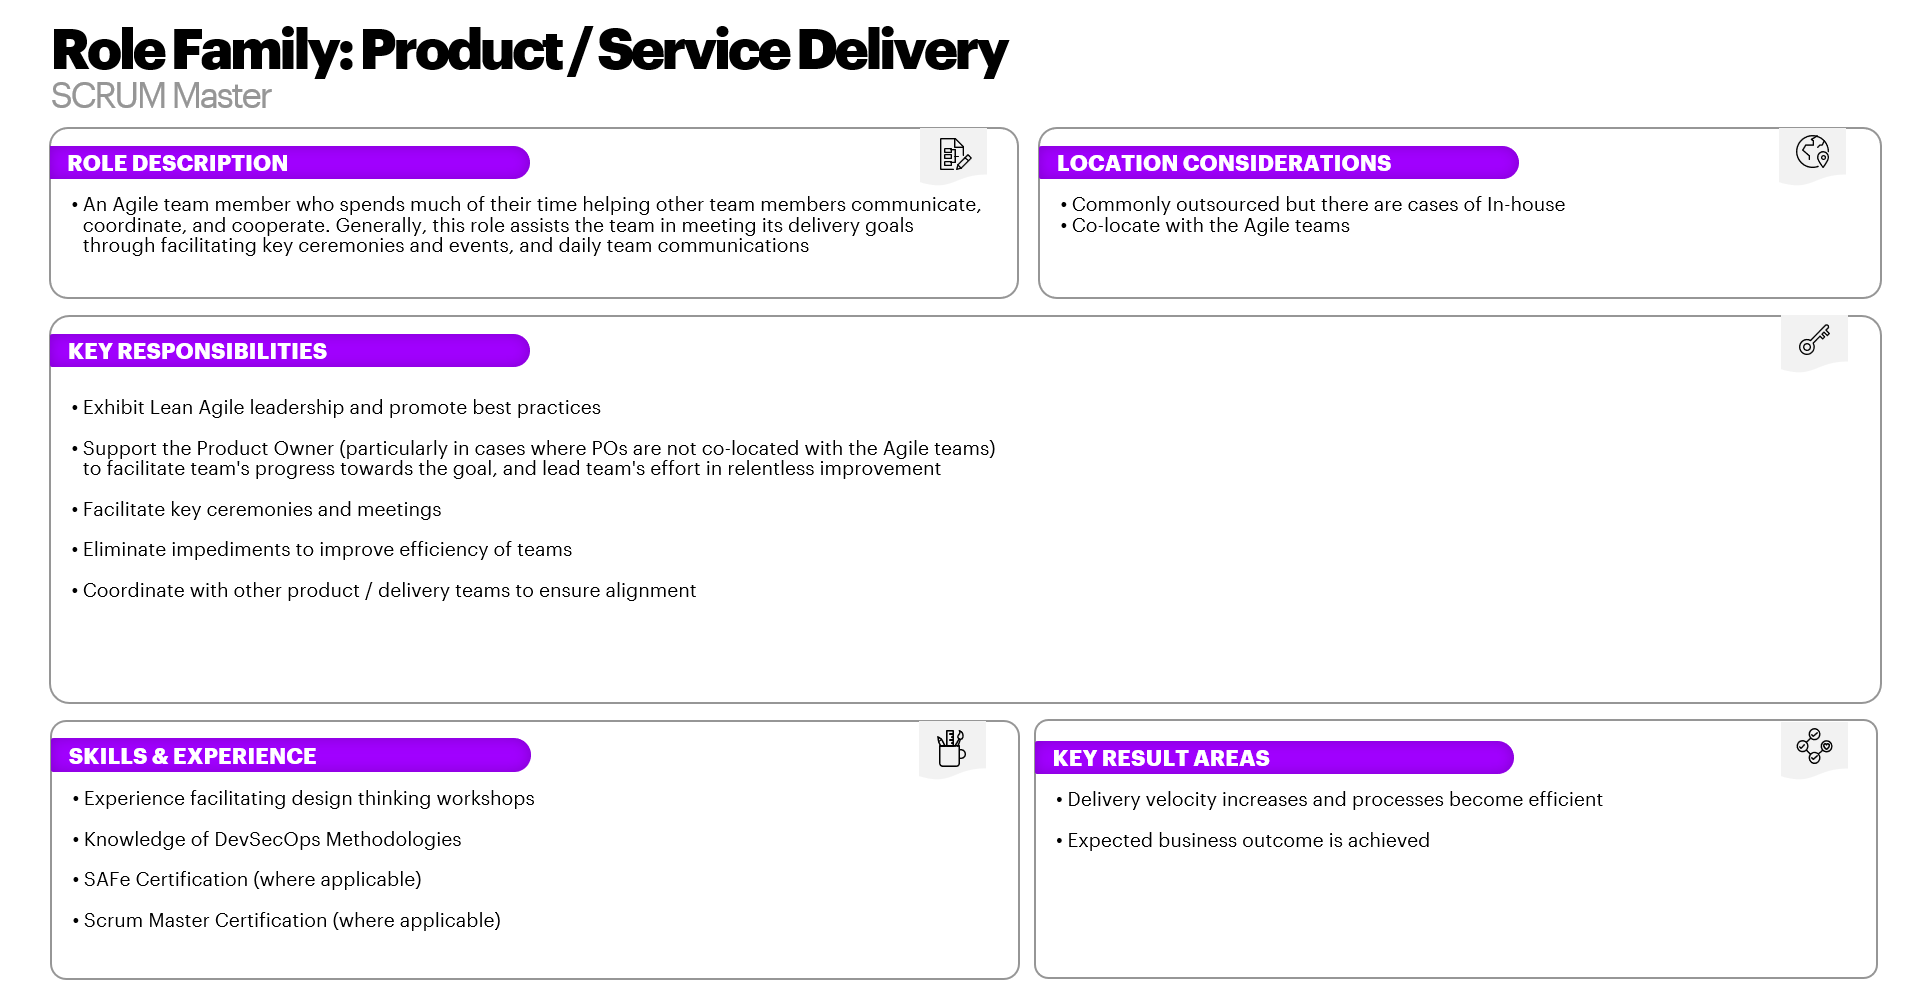 Role Family: Product / Service Delivery
SCRUM Master
ROLE DESCRIPTION
• An Agile team member who spends much of their time helping other team members communicate,
coordinate, and cooperate. Generally, this role assists the team in meeting its delivery goals
through facilitating key ceremonies and events, and daily team communications
LOCATION CONSIDERATIONS
• Commonly outsourced but there are cases of In-house
• Co-locate with the Agile teams
KEY RESPONSIBILITIES
• Exhibit Lean Agile leadership and promote best practices
• Support the Product Owner (particularly in cases where POs are not co-located with the Agile teams)
to facilitate team's progress towards the goal, and lead team's effort in relentless improvement
• Facilitate key ceremonies and meetings
• Eliminate impediments to improve efficiency of teams
• Coordinate with other product / delivery teams to ensure alignment
SKILLS & EXPERIENCE
• Experience facilitating design thinking workshops
• Knowledge of DevSecOps Methodologies
• SAFe Certification (where applicable)
• Scrum Master Certification (where applicable)
KEY RESULT AREAS
• Delivery velocity increases and processes become efficient
• Expected business outcome is achieved